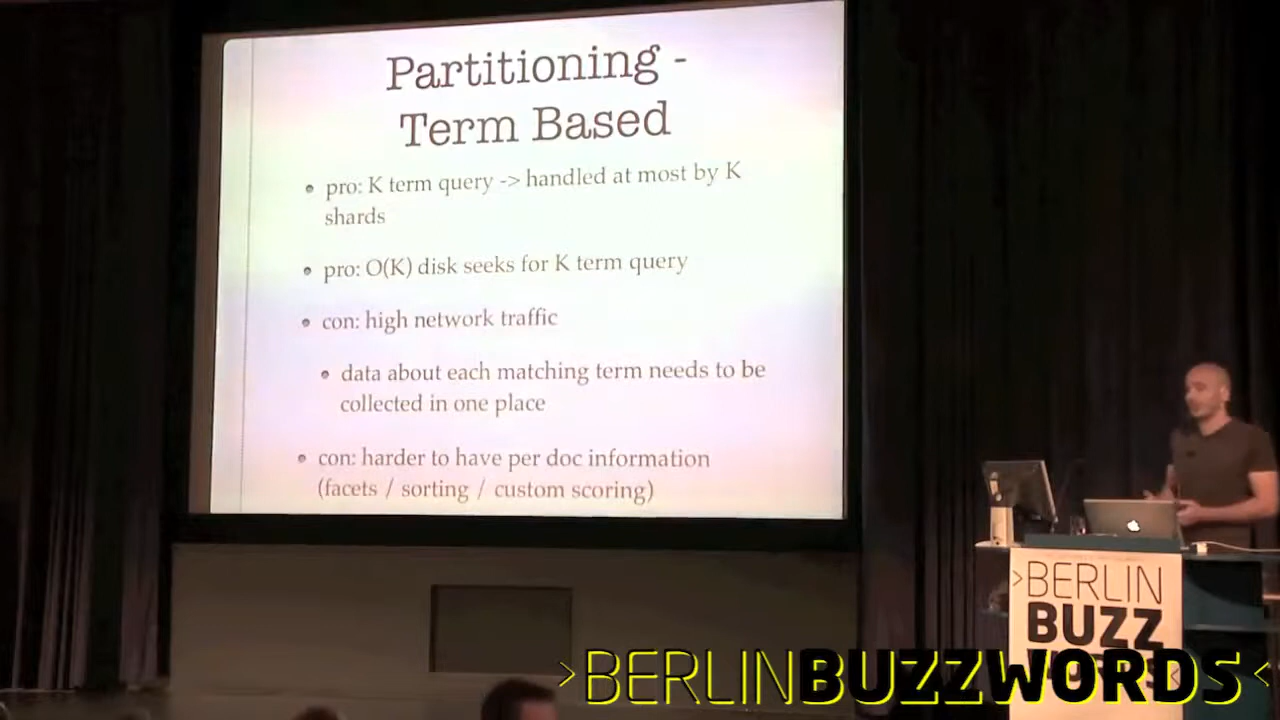 Partitioning -
Term Based
• pro: K term query -> handled at most by K
shards
• pro: O(K) disk seeks for K term query
• con: high network traffic
• data about each matching term needs to be
collected in one place
• con: harder to have per doc information
(facets / sorting / custom scoring)
>BERLIN
BUZZ
>BERLINBUZZWORDS<